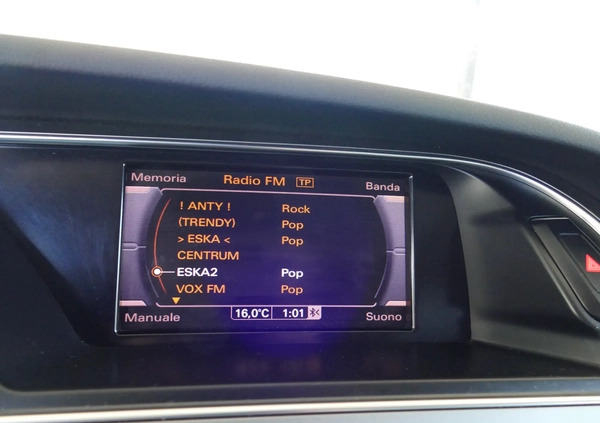 Memoria Radio FM TP Banda
! ANTY ! Rock
(TRENDY) Pop
> ESKA < Pop
CENTRUM
ESKA2 Pop
VOX FM Pop
16,0°C 1:01
Manuale Suono